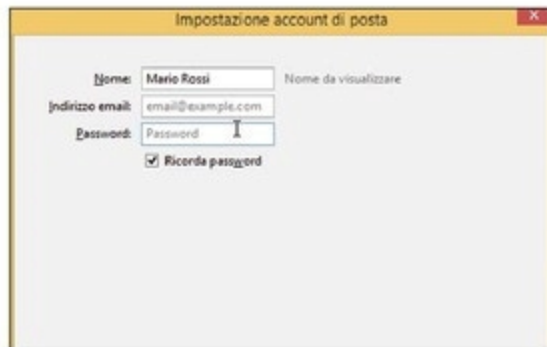 Impostazione account di posta
Nome: Mario Rossi Nome da visualizzare
Indirizzo email: email@example.com
Password: Password
Ricorda password